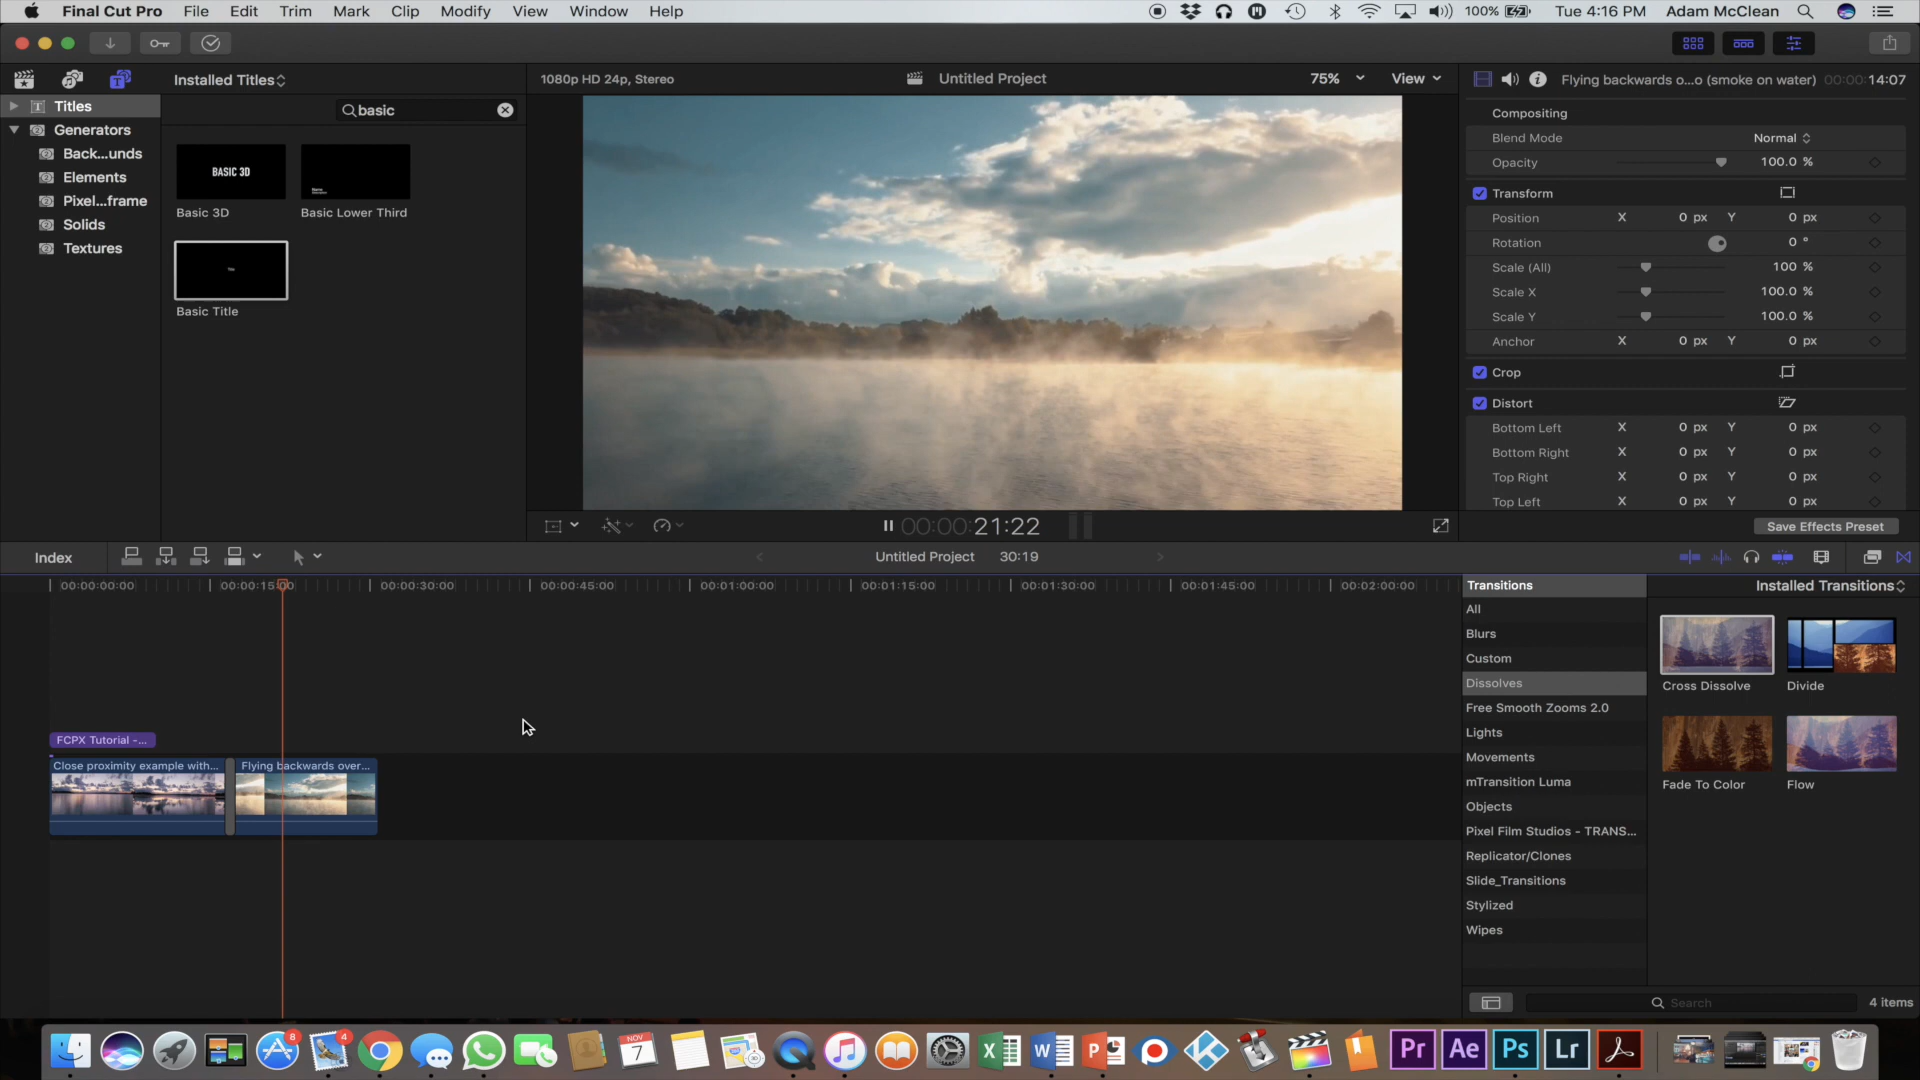 Final Cut Pro File Edit Trim Mark Clip Modify View Window Help 100% Tue 4:16 PM Adam McClean
Installed Titles
1080p HD 24p, Stereo
Untitled Project
75%
View
Flying backwards o...o (smoke on water)
00:00:14:07
Titles
basic
Generators
Back...unds
Elements
Pixel...frame
Solids
Textures
BASIC 3D
Basic 3D
Basic Lower Third
Title
Basic Title
Compositing
Blend Mode Normal
Opacity 100.0 %
Transform
Position X 0 px Y 0 px
Rotation 0 °
Scale (All) 100 %
Scale X 100.0 %
Scale Y 100.0 %
Anchor X 0 px Y 0 px
Crop
Distort
Bottom Left X 0 px Y 0 px
Bottom Right X 0 px Y 0 px
Top Right X 0 px Y 0 px
Top Left X 0 px Y 0 px
00:00:21:22
Save Effects Preset
Index
Untitled Project 30:19
00:00:00:00 00:00:15:00 00:00:30:00 00:00:45:00 00:01:00:00 00:01:15:00 00:01:30:00 00:01:45:00 00:02:00:00
FCPX Tutorial -...
Close proximity example with...
Flying backwards over...
Transitions
All
Blurs
Custom
Dissolves
Free Smooth Zooms 2.0
Lights
Movements
mTransition Luma
Objects
Pixel Film Studios - TRANS...
Replicator/Clones
Slide_Transitions
Stylized
Wipes
Installed Transitions
Cross Dissolve
Divide
Fade To Color
Flow
Search
4 items
8
4
NOV
7
Pr
Ae
Ps
Lr